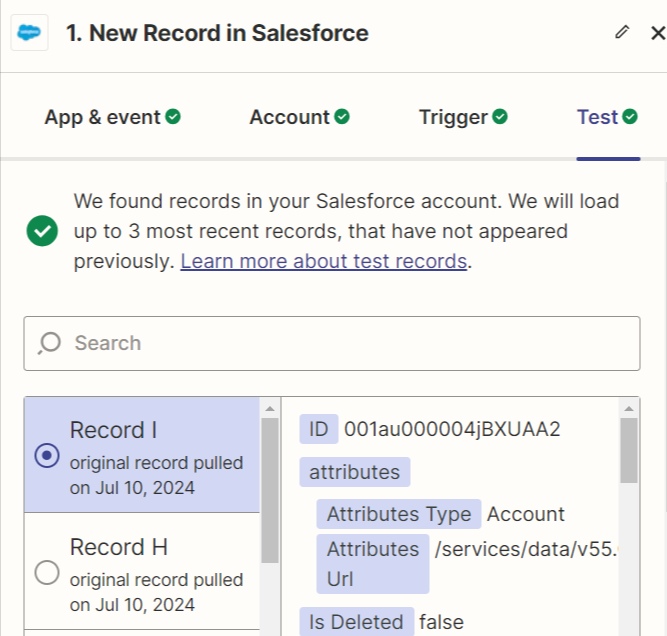 1. New Record in Salesforce
App & event Account Trigger Test
We found records in your Salesforce account. We will load
up to 3 most recent records, that have not appeared
previously. Learn more about test records.
Search
Record I
original record pulled
on Jul 10, 2024
Record H
original record pulled
on Jul 10, 2024
ID 001au000004jBXUAA2
attributes
Attributes Type Account
Attributes /services/data/v55.
Url
Is Deleted false